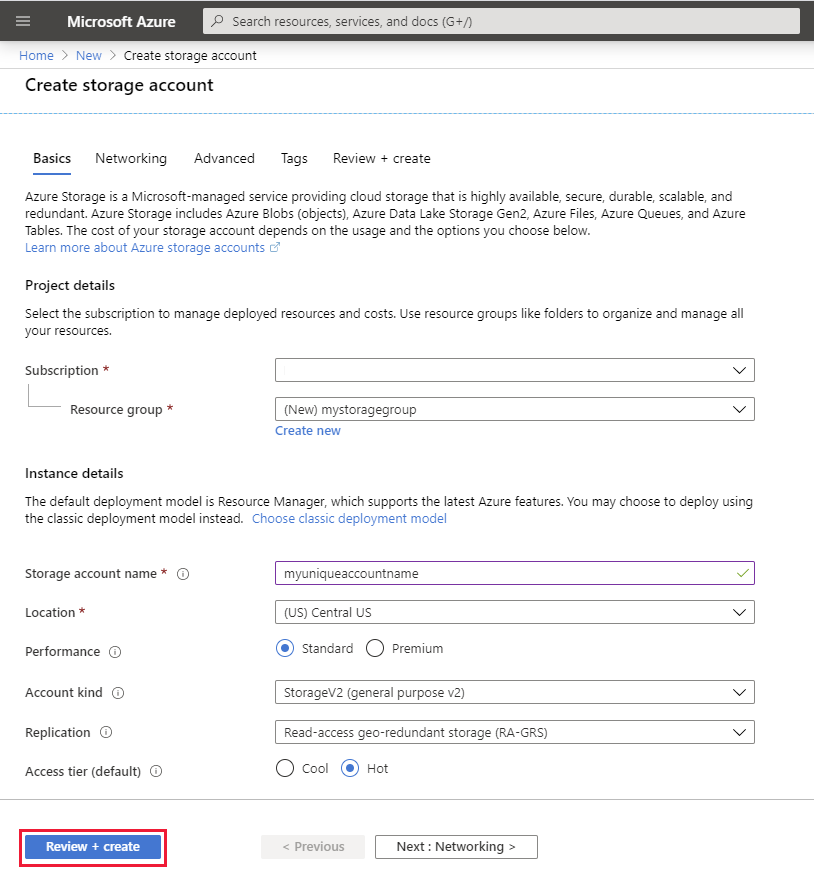 Microsoft Azure
Search resources, services, and docs (G+/)
Home > New > Create storage account
Create storage account
Basics Networking Advanced Tags Review + create
Azure Storage is a Microsoft-managed service providing cloud storage that is highly available, secure, durable, scalable, and
redundant. Azure Storage includes Azure Blobs (objects), Azure Data Lake Storage Gen2, Azure Files, Azure Queues, and Azure
Tables. The cost of your storage account depends on the usage and the options you choose below.
Learn more about Azure storage accounts
Project details
Select the subscription to manage deployed resources and costs. Use resource groups like folders to organize and manage all
your resources.
Subscription *
Resource group * (New) mystoragegroup
Create new
Instance details
The default deployment model is Resource Manager, which supports the latest Azure features. You may choose to deploy using
the classic deployment model instead. Choose classic deployment model
Storage account name * myuniqueaccountname
Location * (US) Central US
Performance Standard Premium
Account kind StorageV2 (general purpose v2)
Replication Read-access geo-redundant storage (RA-GRS)
Access tier (default) Cool Hot
Review + create < Previous Next : Networking >